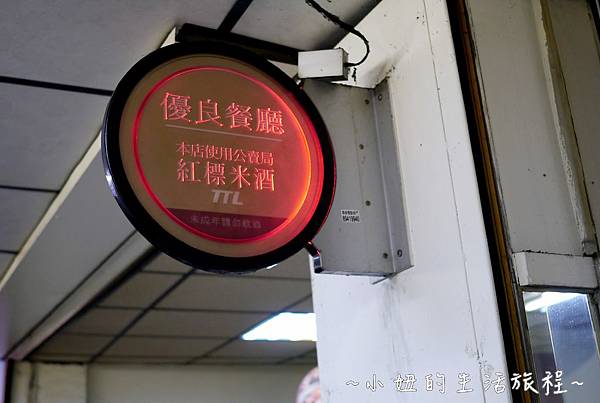 優良餐廳
本店使用公賣局
紅標米酒
TTL
未成年請勿飲酒
~小妞的生活旅程~